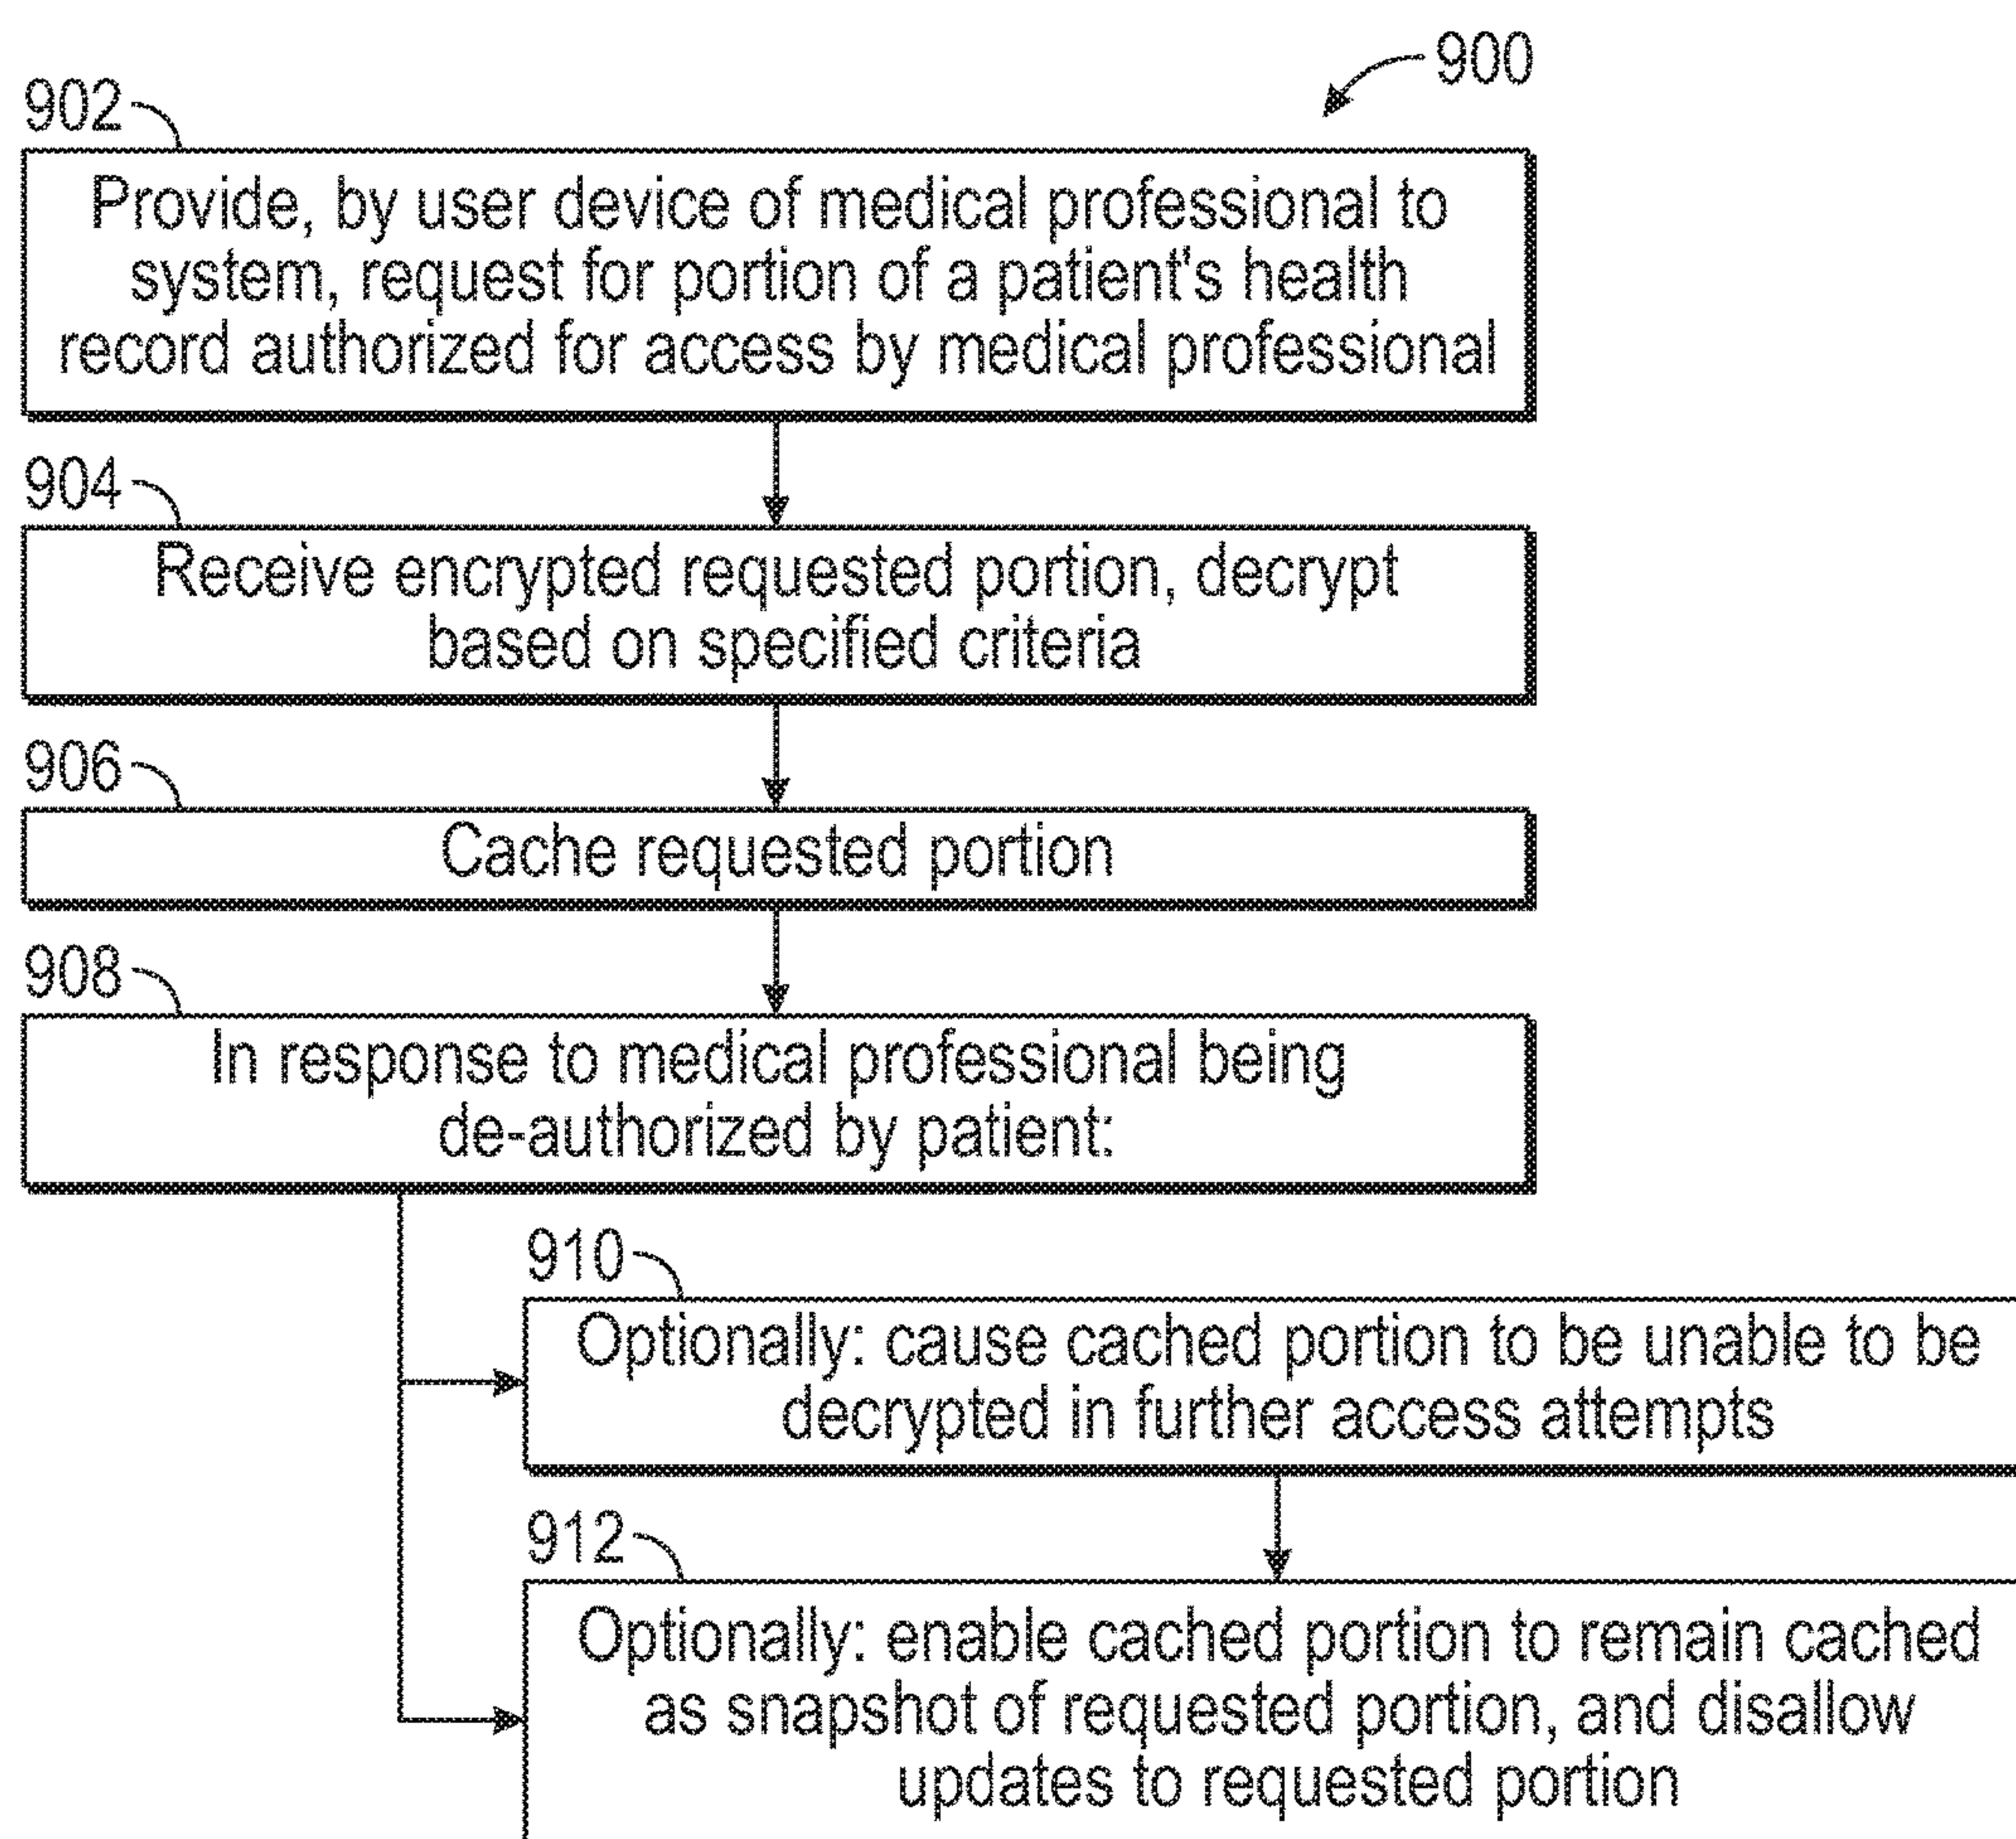 900
902
Provide, by user device of medical professional to
system, request for portion of a patient's health
record authorized for access by medical professional
904
Receive encrypted requested portion, decrypt
based on specified criteria
906
Cache requested portion
908
In response to medical professional being
de-authorized by patient:
910
Optionally: cause cached portion to be unable to be
decrypted in further access attempts
912
Optionally: enable cached portion to remain cached
as snapshot of requested portion, and disallow
updates to requested portion